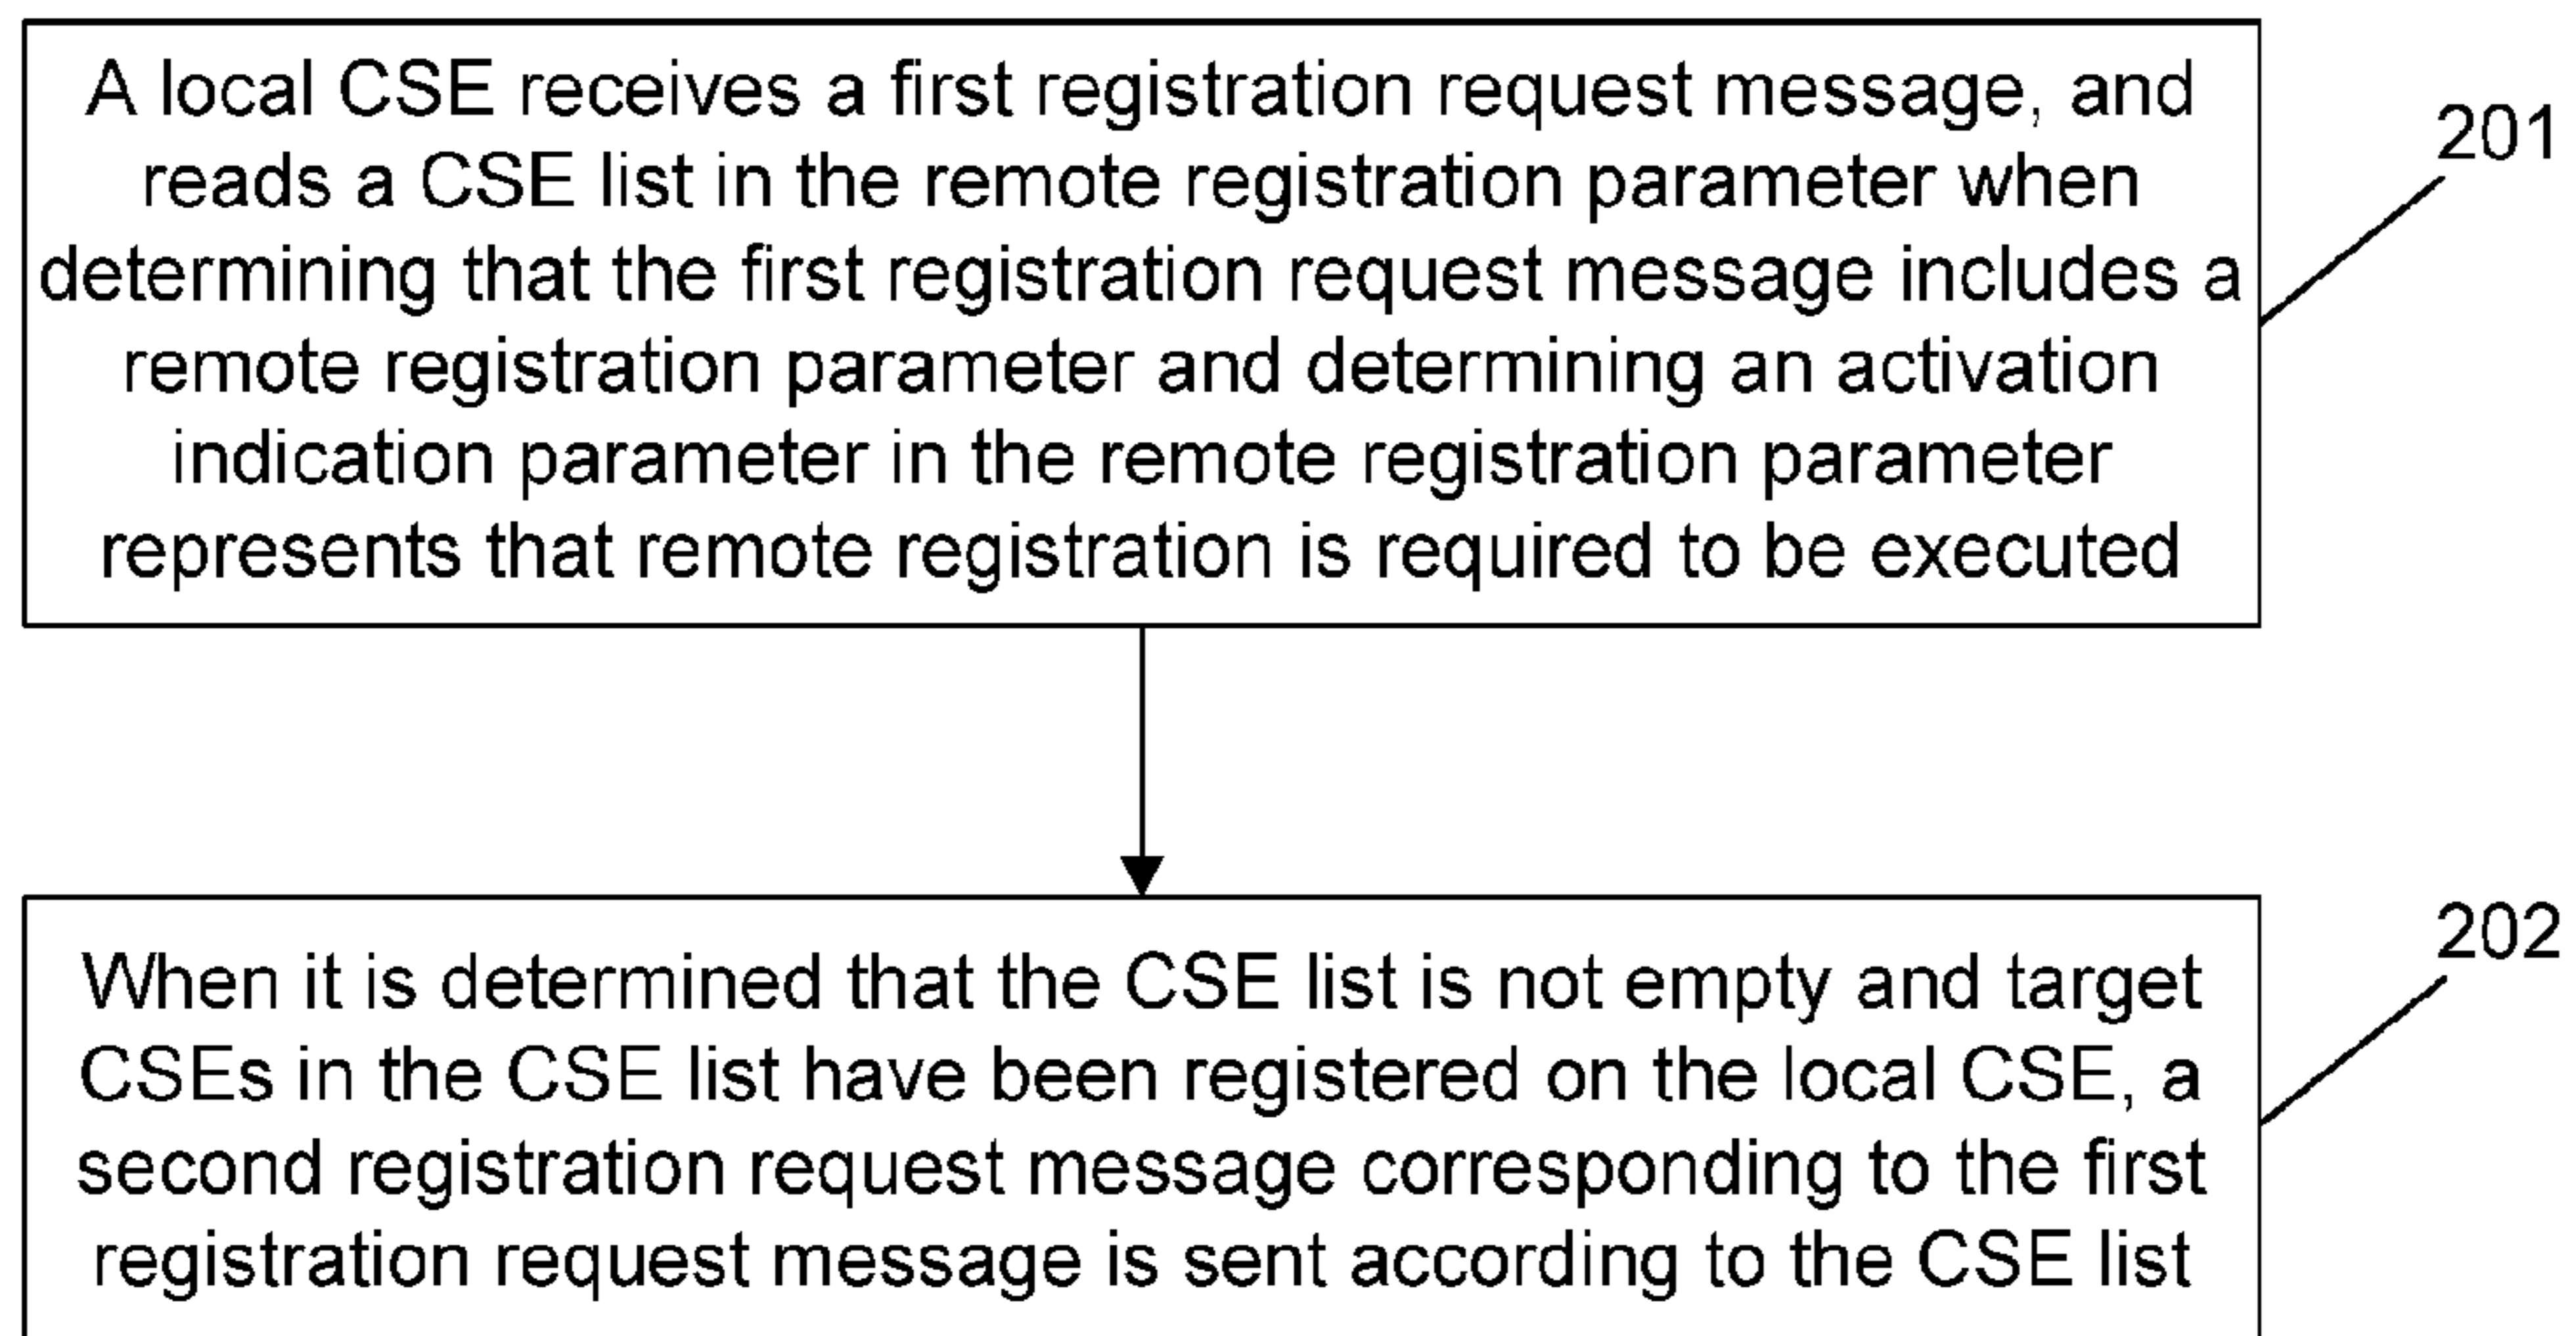 A local CSE receives a first registration request message, and
reads a CSE list in the remote registration parameter when
determining that the first registration request message includes a
remote registration parameter and determining an activation
indication parameter in the remote registration parameter
represents that remote registration is required to be executed
201
When it is determined that the CSE list is not empty and target
CSEs in the CSE list have been registered on the local CSE, a
second registration request message corresponding to the first
registration request message is sent according to the CSE list
202